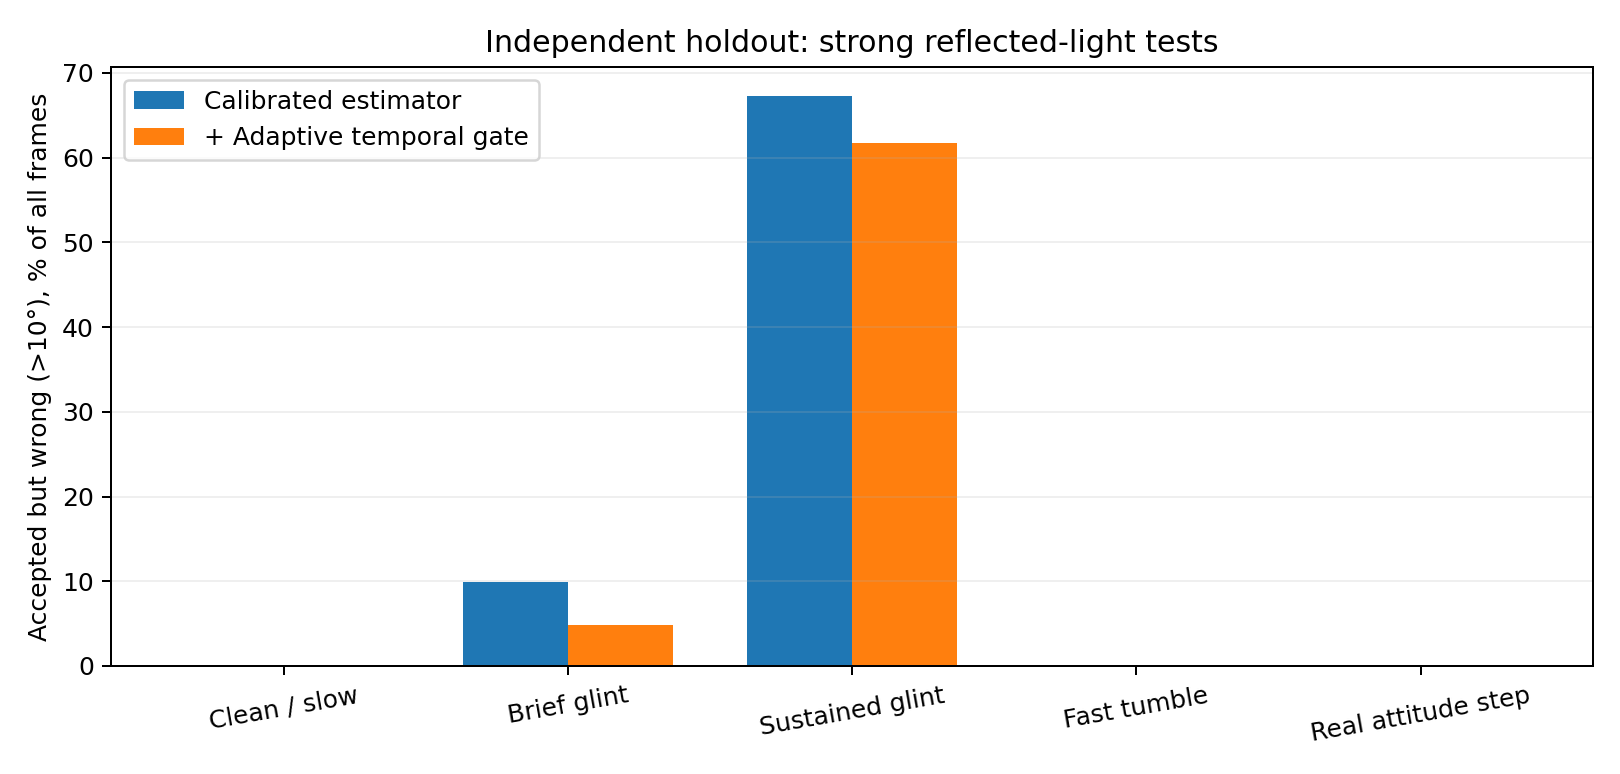 Independent holdout: strong reflected-light tests
Accepted but wrong (>10°), % of all frames
70
60
50
40
30
20
10
0
Calibrated estimator
+ Adaptive temporal gate
Clean / slow
Brief glint
Sustained glint
Fast tumble
Real attitude step